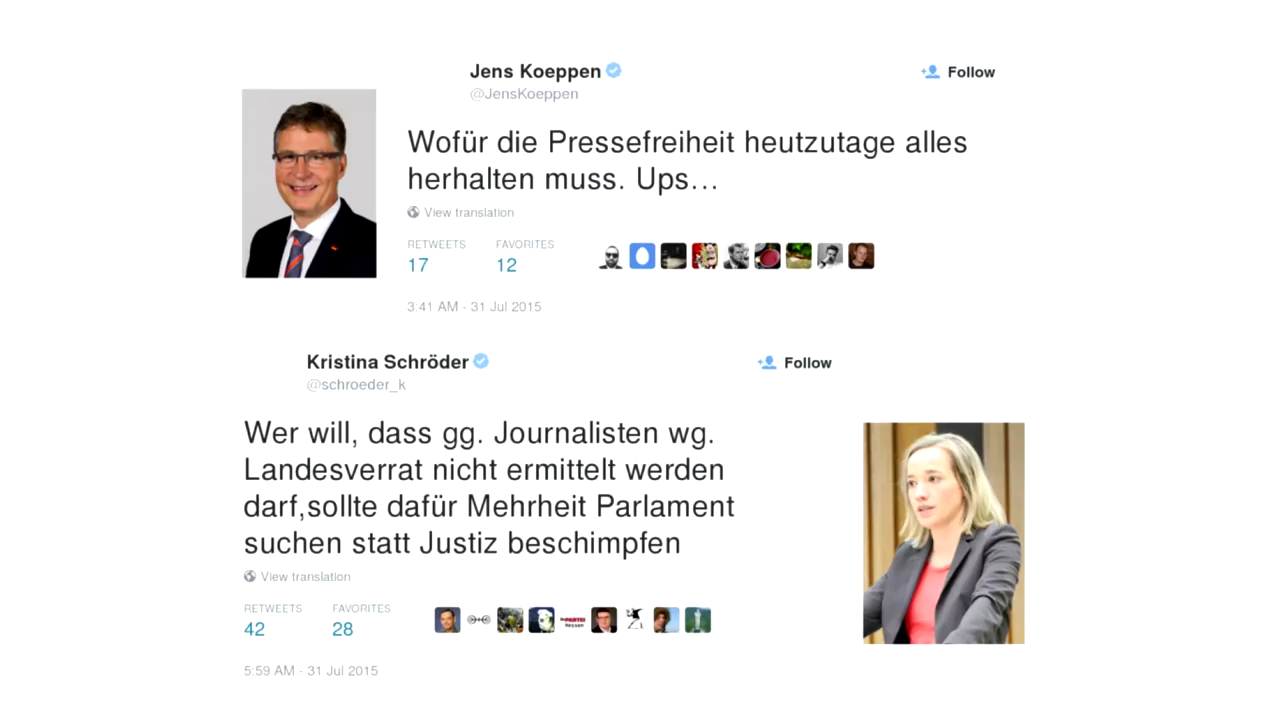 Jens Koeppen
Follow
@JensKoeppen
Wofür die Pressefreiheit heutzutage alles
herhalten muss. Ups...
View translation
RETWEETS FAVORITES
17 12
3:41 AM - 31 Jul 2015
Kristina Schröder
Follow
@schroeder_k
Wer will, dass gg. Journalisten wg.
Landesverrat nicht ermittelt werden
darf,sollte dafür Mehrheit Parlament
suchen statt Justiz beschimpfen
View translation
RETWEETS FAVORITES
42 28
Die PARTEI
Hessen
5:59 AM - 31 Jul 2015